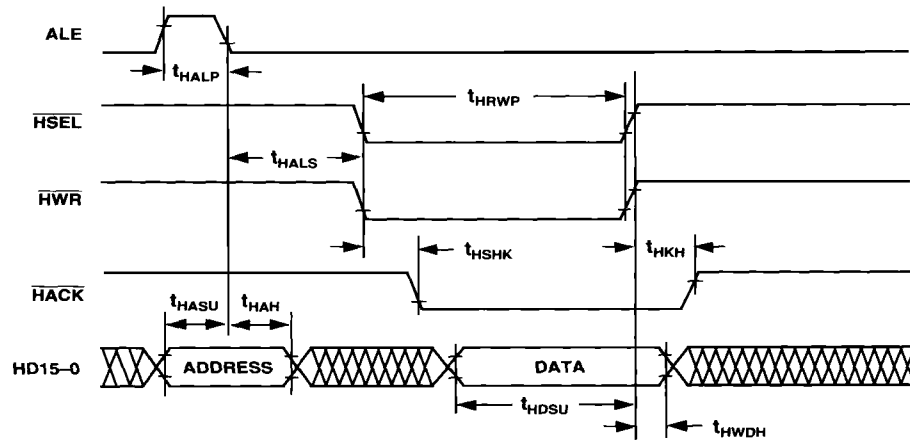 ALE
tHALP
HSEL
tHRWP
tHALS
HWR
tHSHK
tHKH
HACK
tHASU
tHAH
HD15–0
ADDRESS
DATA
tHDSU
tHWDH